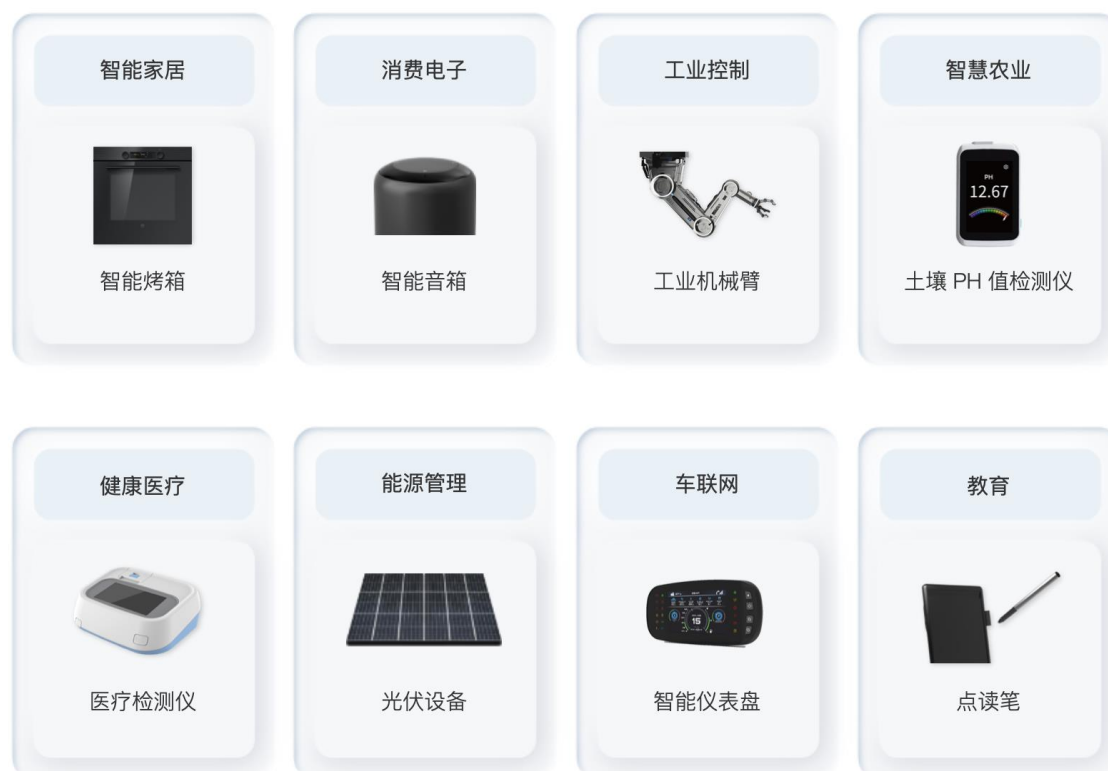 智能家居
消费电子
工业控制
智慧农业
PH
12.67
智能烤箱
智能音箱
工业机械臂
土壤 PH 值检测仪
健康医疗
能源管理
车联网
教育
15
医疗检测仪
光伏设备
智能仪表盘
点读笔